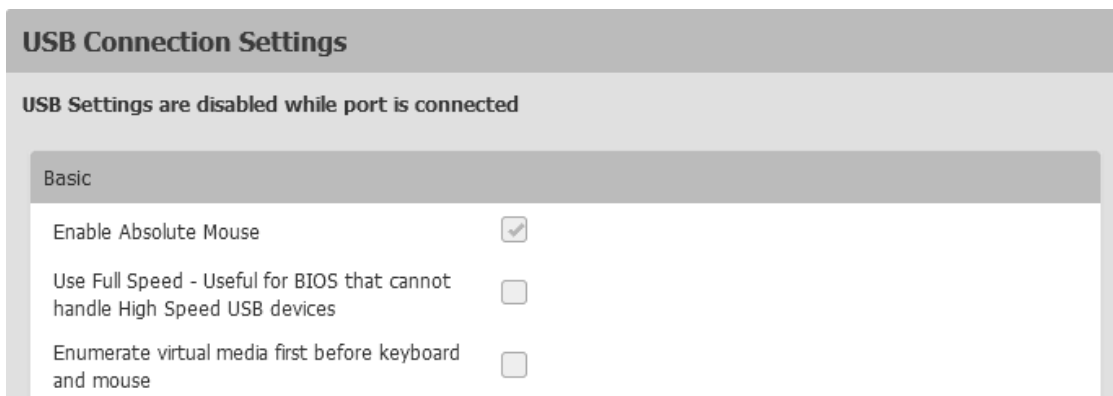 USB Connection Settings
USB Settings are disabled while port is connected
Basic
Enable Absolute Mouse
Use Full Speed - Useful for BIOS that cannot
handle High Speed USB devices
Enumerate virtual media first before keyboard
and mouse